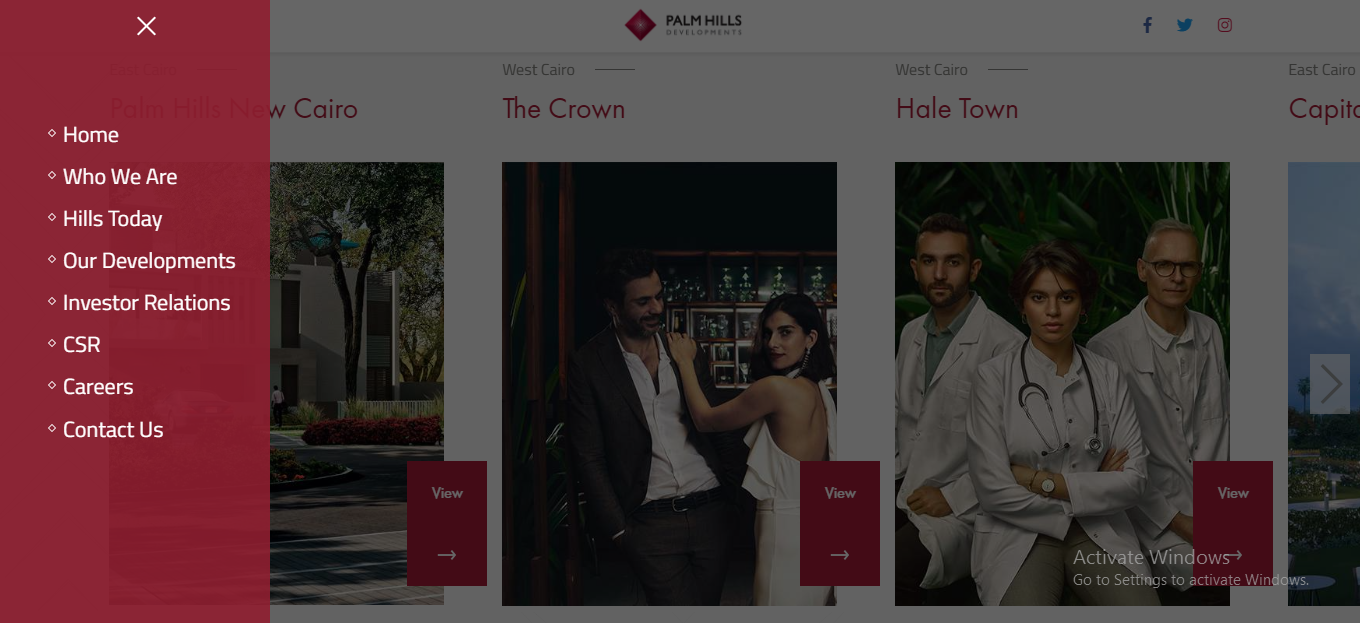 PALM HILLS
DEVELOPMENTS
East Cairo
Palm Hills New Cairo
West Cairo
The Crown
West Cairo
Hale Town
East Cairo
Home
Who We Are
Hills Today
Our Developments
Investor Relations
CSR
Careers
Contact Us
View
View
View
Activate Windows
Go to Settings to activate Windows.